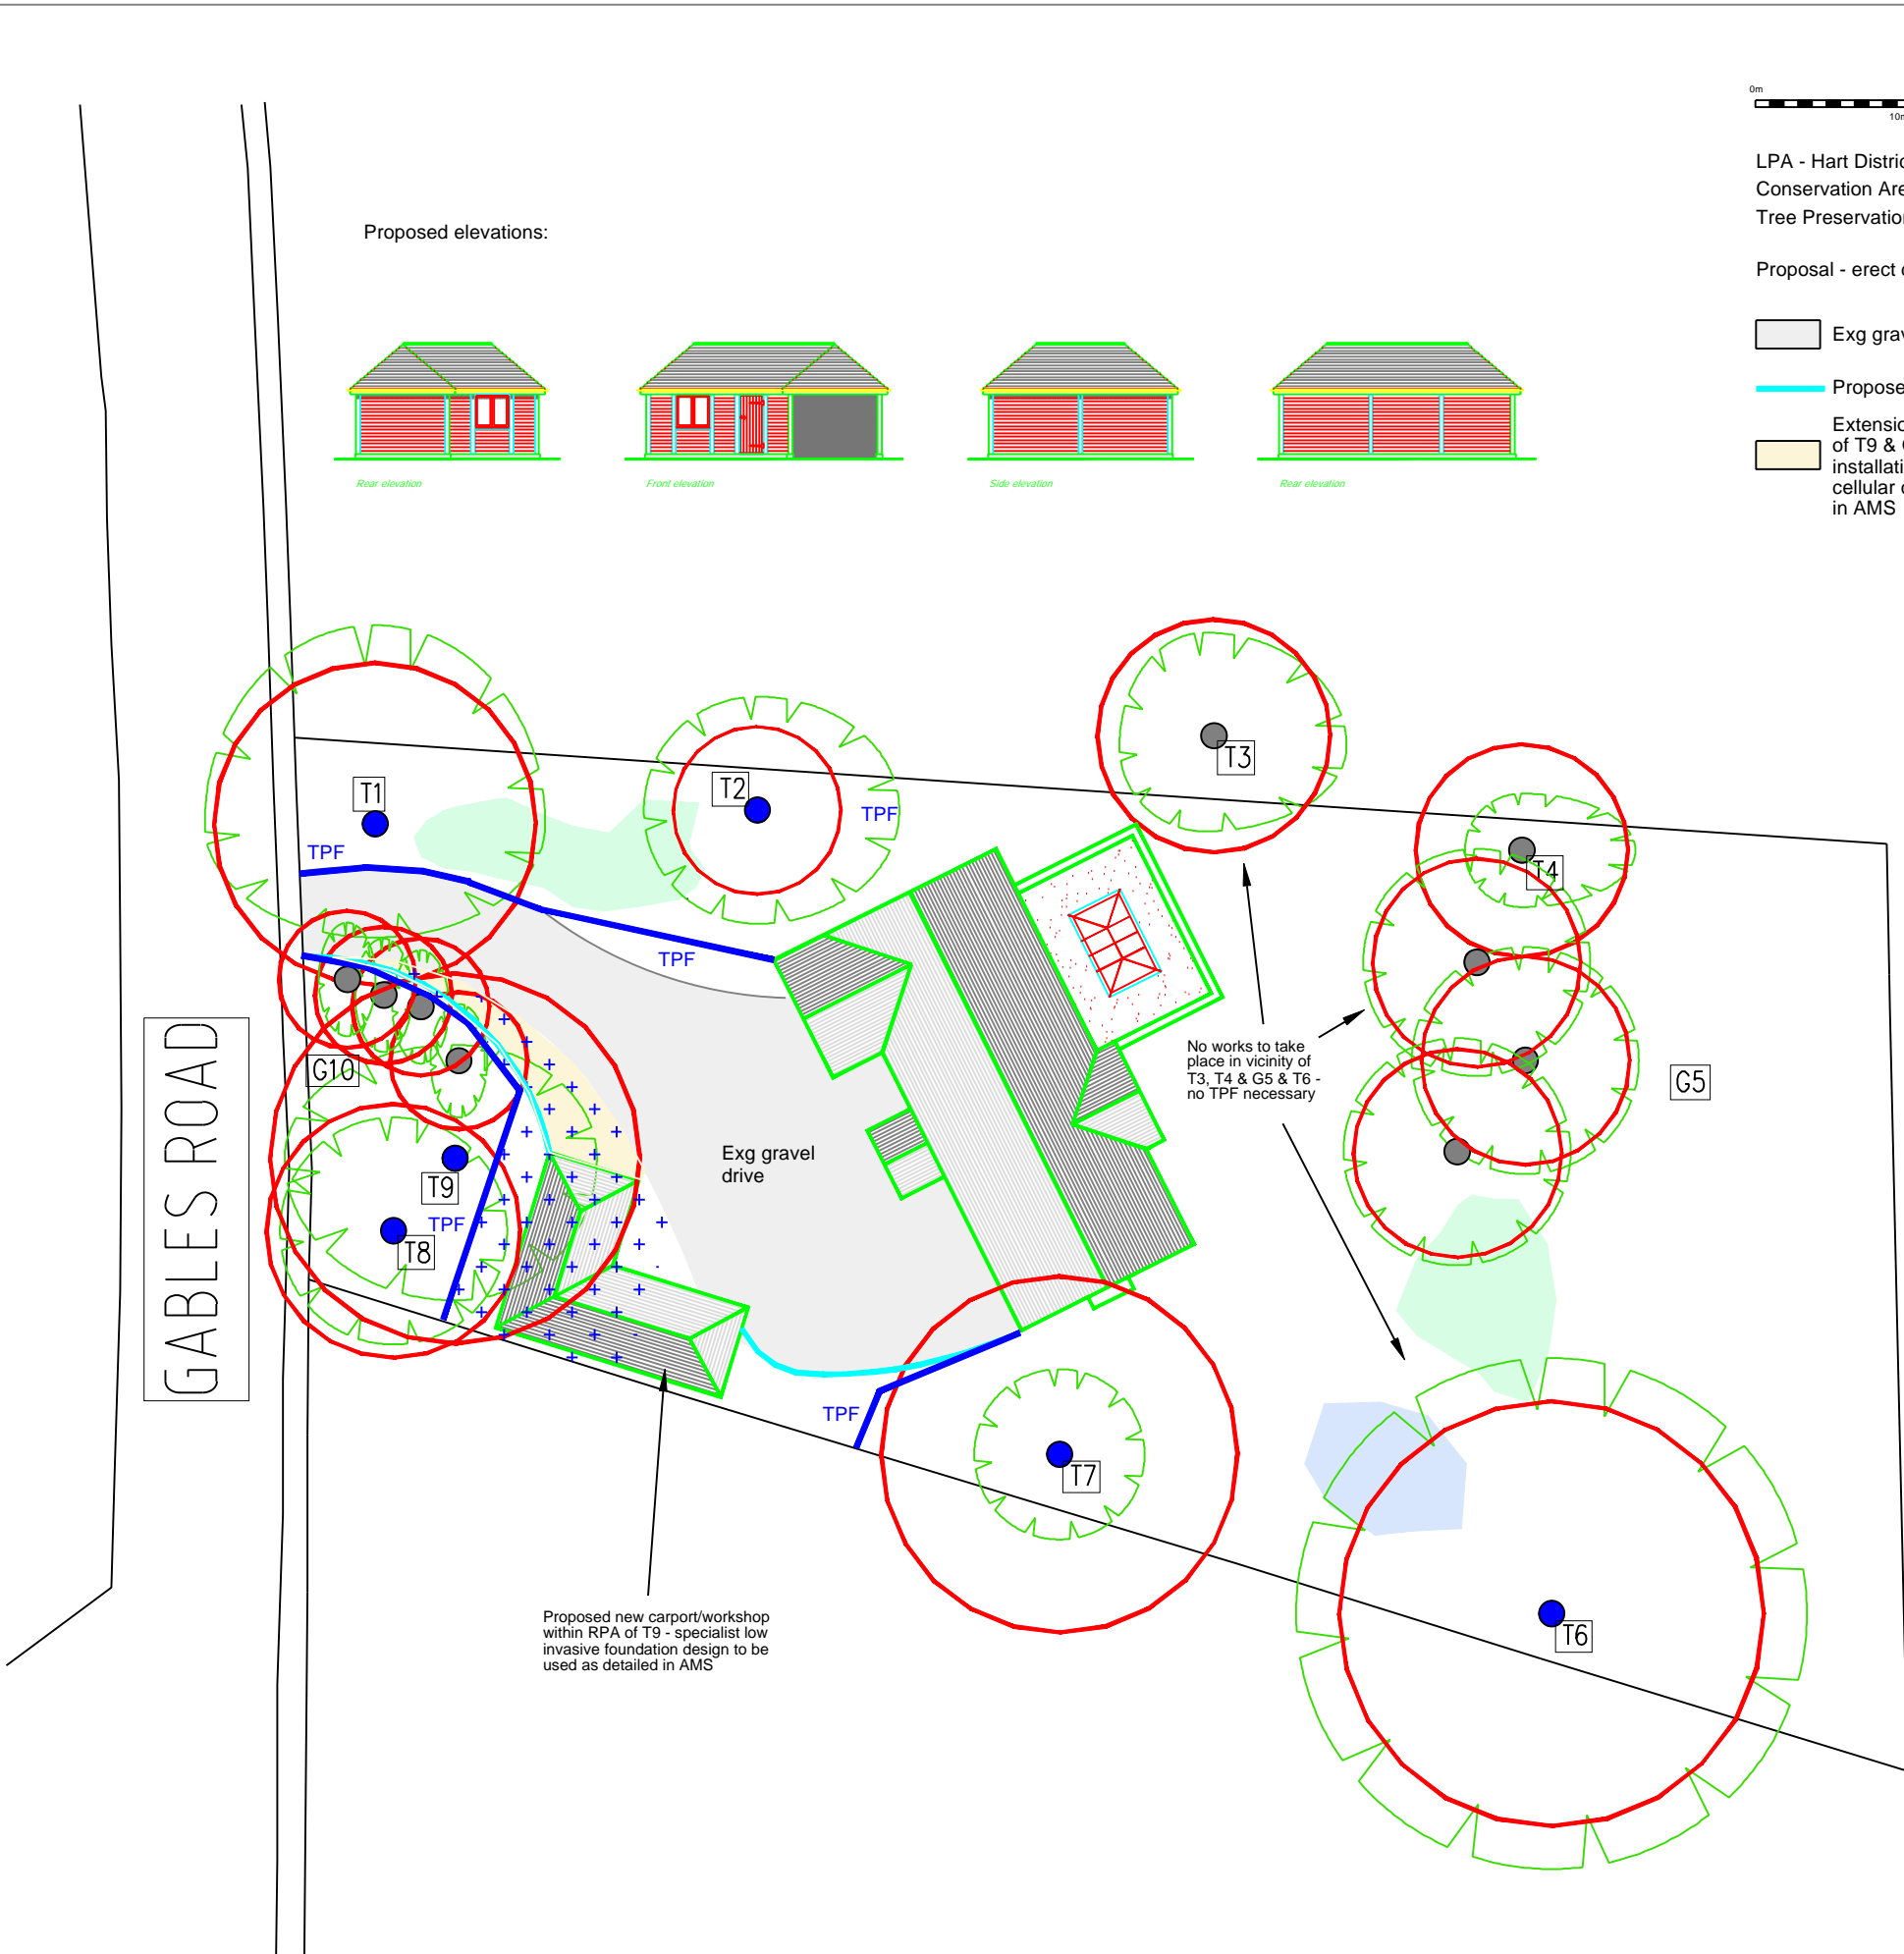 0m
10m
LPA - Hart Distric
Conservation Are
Tree Preservation
Proposal - erect
Exg grav
Propose
Extensio
of T9 &
installati
cellular
in AMS
Proposed elevations:
Rear elevation
Front elevation
Side elevation
Rear elevation
T1
T2
T3
T4
TPF
TPF
TPF
G10
G5
No works to take
place in vicinity of
T3, T4 & G5 & T6 -
no TPF necessary
Exg gravel
drive
T9
TPF
T8
GABLES ROAD
TPF
T7
T6
Proposed new carport/workshop
within RPA of T9 - specialist low
invasive foundation design to be
used as detailed in AMS